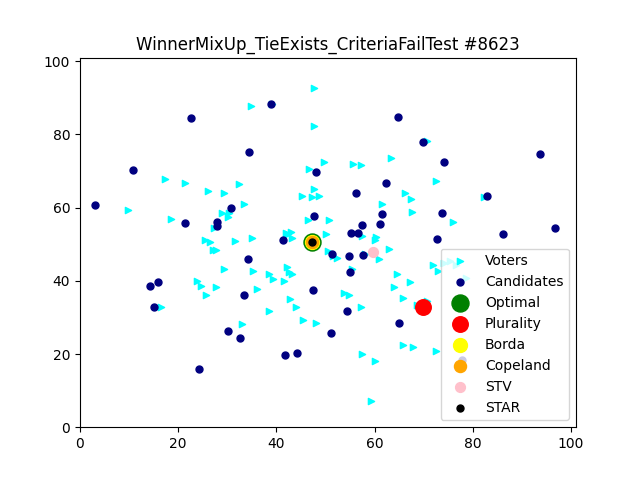 WinnerMixUp_TieExists_CriteriaFailTest #8623
100
80
60
40
20
0
0
20
40
60
80
100
Voters
Candidates
Optimal
Plurality
Borda
Copeland
STV
STAR